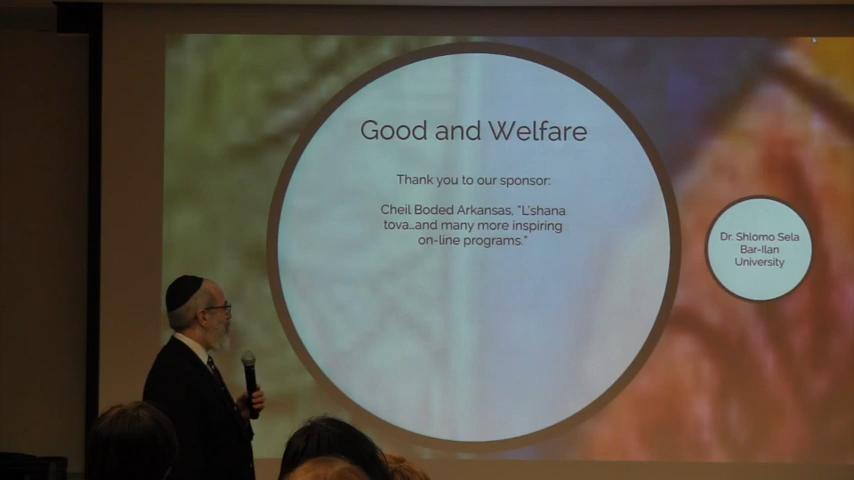 Good and Welfare
Thank you to our sponsor:
Cheil Boded Arkansas, "L'shana
tova...and many more inspiring
on-line programs."
Dr. Shlomo Sela
Bar-Ilan
University